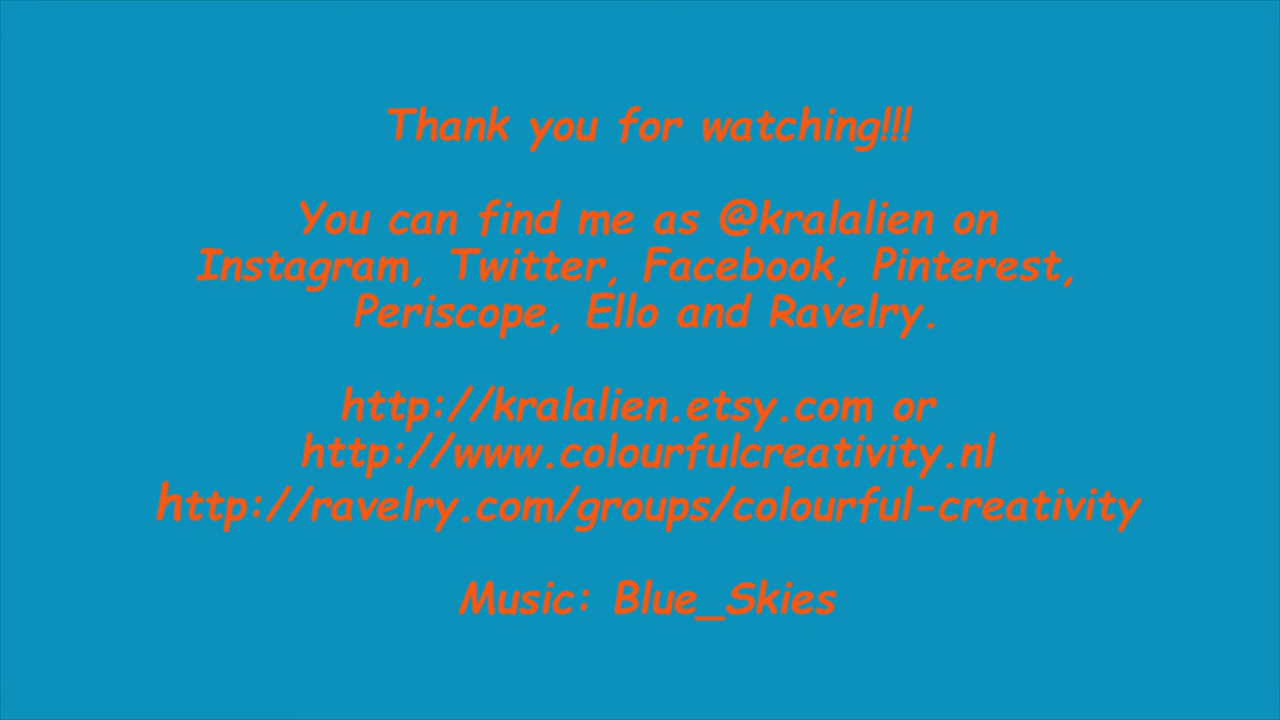 Thank you for watching!!!
You can find me as @kralalien on
Instagram, Twitter, Facebook, Pinterest,
Periscope, Ello and Ravelry.
http://kralalien.etsy.com or
http://www.colourfulcreativity.nl
http://ravelry.com/groups/colourful-creativity
Music: Blue_Skies